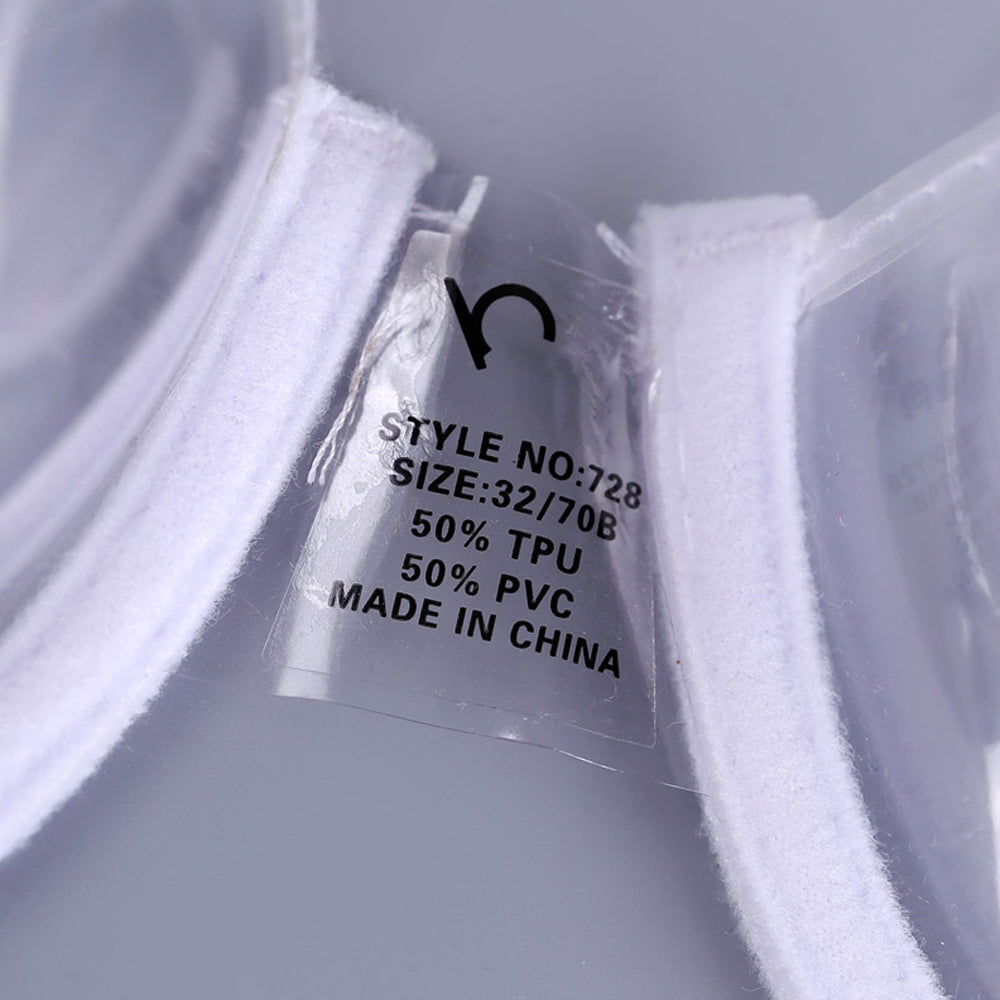 STYLE NO:728
SIZE:32/70B
50% TPU
50% PVC
MADE IN CHINA